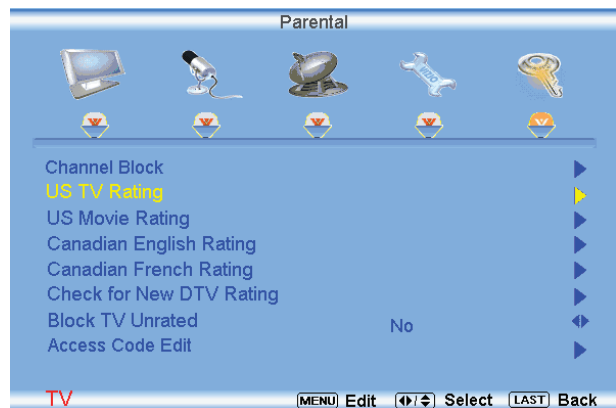 Parental
Channel Block
US TV Rating
US Movie Rating
Canadian English Rating
Canadian French Rating
Check for New DTV Rating
Block TV Unrated No
Access Code Edit
TV MENU Edit / Select LAST Back